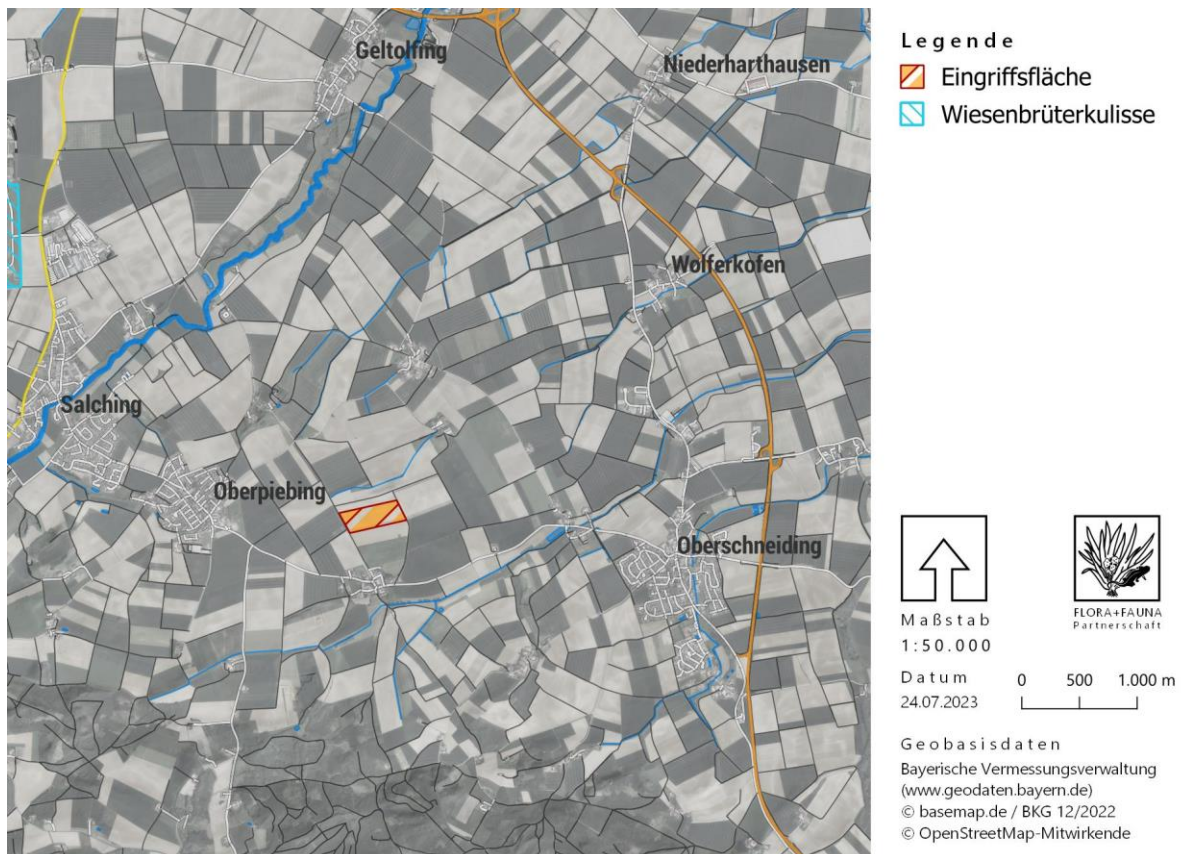 Geltolfing
Niederharthausen
Wolferkofen
Salching
Oberpiebing
Oberschneiding
Legende
Eingriffsfläche
Wiesenbrüterkulisse
Maßstab
1:50.000
FLORA+FAUNA
Partnerschaft
Datum
24.07.2023
0 500 1.000 m
Geobasisdaten
Bayerische Vermessungsverwaltung
(www.geodaten.bayern.de)
© basemap.de / BKG 12/2022
© OpenStreetMap-Mitwirkende